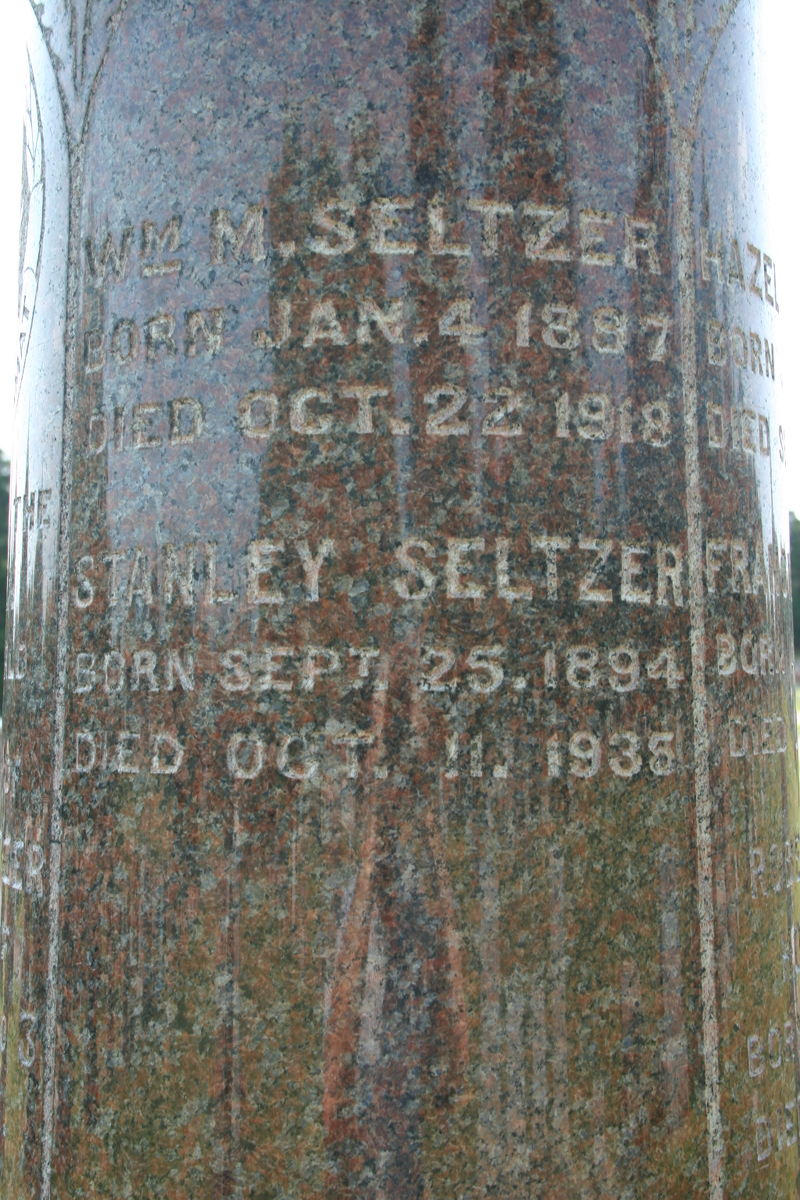 WM M. SELTZER
BORN JAN. 4 1887
DIED OCT. 22 1918
STANLEY SELTZER
BORN SEPT. 25. 1894
DIED OCT. 11. 1935
HAZEL
BORN
DIED
BORN
DIED
THE